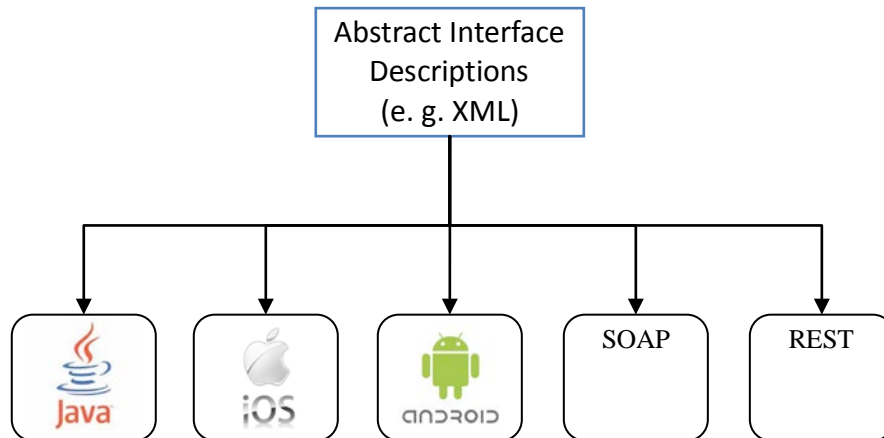 Abstract Interface
Descriptions
(e. g. XML)
Java
iOS
android
SOAP
REST